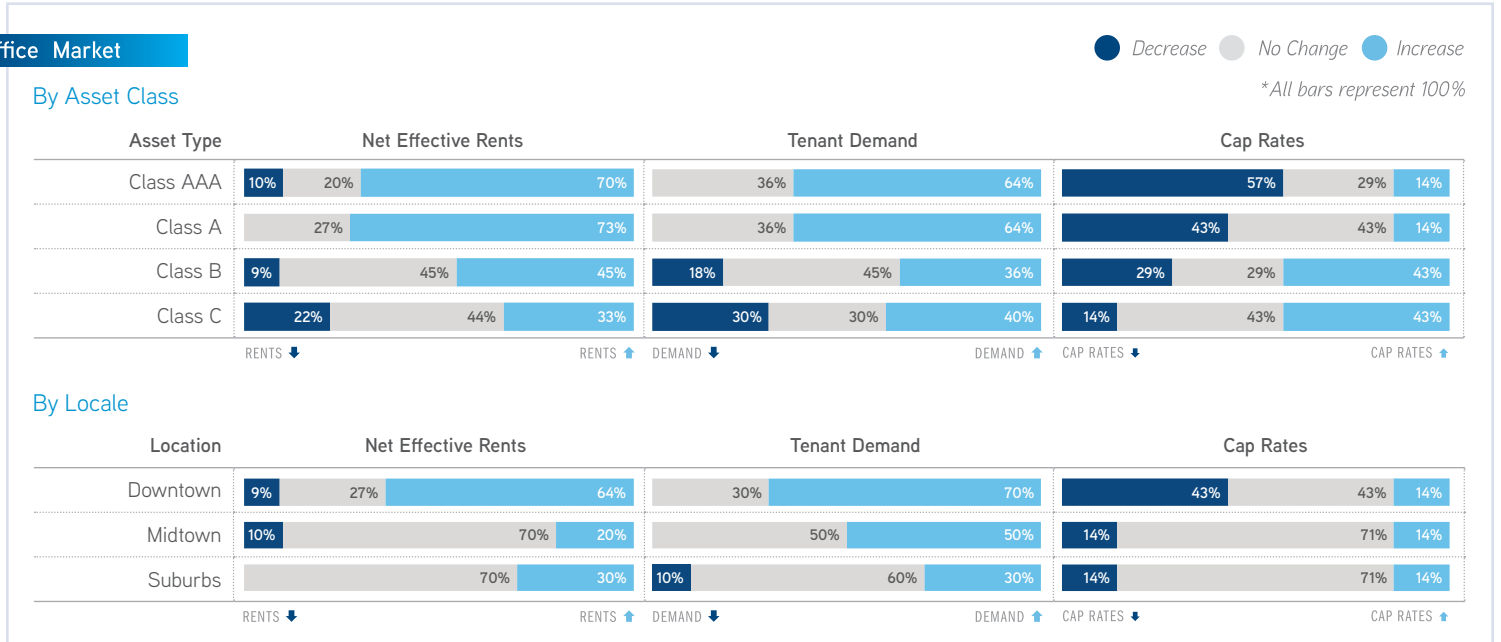 ffice Market
Decrease No Change Increase
By Asset Class
*All bars represent 100%
Asset Type Net Effective Rents Tenant Demand Cap Rates
Class AAA 10% 20% 70% 36% 64% 57% 29% 14%
Class A 27% 73% 36% 64% 43% 43% 14%
Class B 9% 45% 45% 18% 45% 36% 29% 29% 43%
Class C 22% 44% 33% 30% 30% 40% 14% 43% 43%
RENTS RENTS DEMAND DEMAND CAP RATES CAP RATES
By Locale
Location Net Effective Rents Tenant Demand Cap Rates
Downtown 9% 27% 64% 30% 70% 43% 43% 14%
Midtown 10% 70% 20% 50% 50% 14% 71% 14%
Suburbs 70% 30% 10% 60% 30% 14% 71% 14%
RENTS RENTS DEMAND DEMAND CAP RATES CAP RATES